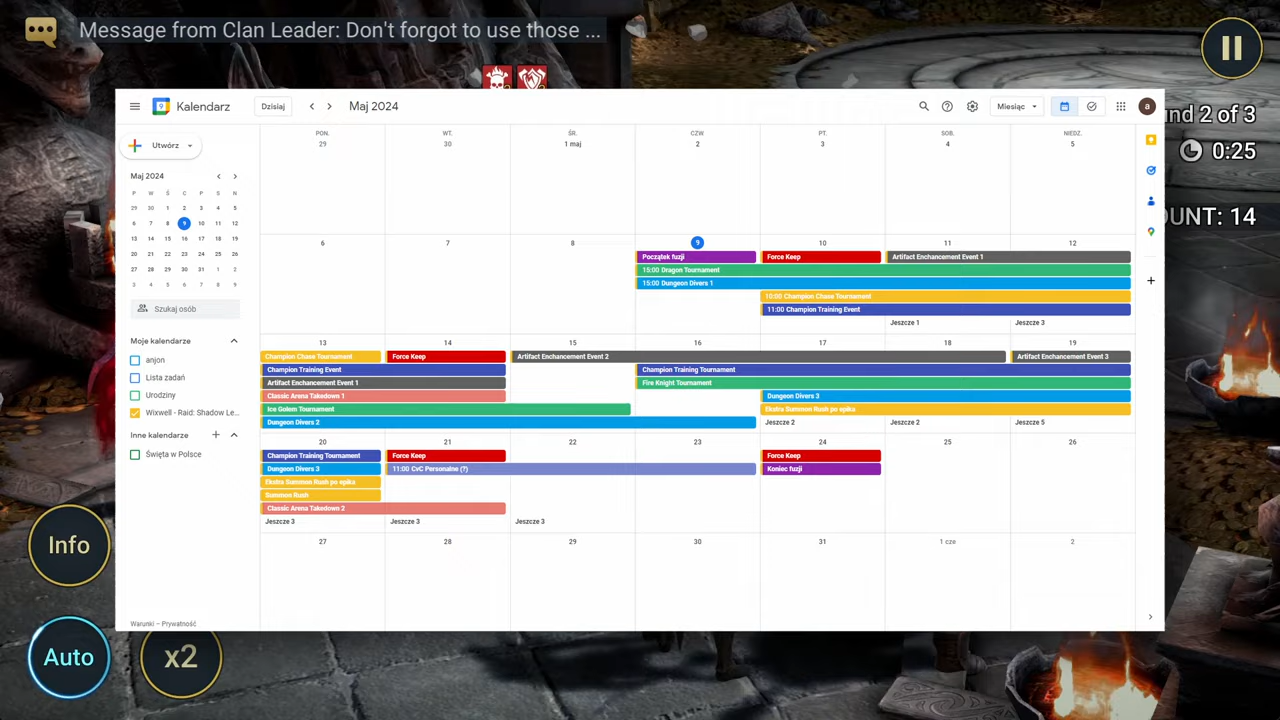 Message from Clan Leader: Don't forgot to use those ...
Kalendarz
Dzisiaj
Maj 2024
Miesiąc
a
nd 2 of 3
0:25
OUNT: 14
Utwórz
Maj 2024
P W Ś C P S N
29 30 1 2 3 4 5
6 7 8 9 10 11 12
13 14 15 16 17 18 19
20 21 22 23 24 25 26
27 28 29 30 31 1 2
3 4 5 6 7 8 9
Szukaj osób
Moje kalendarze
anjon
Lista zadań
Urodziny
Wixwell - Raid: Shadow Le...
Inne kalendarze
Święta w Polsce
Warunki – Prywatność
PON. WT. ŚR. CZW. PT. SOB. NIEDZ.
29 30 1 maj 2 3 4 5
6 7 8 9 10 11 12
Początek fuzji Force Keep Artifact Enchancement Event 1
15:00 Dragon Tournament
15:00 Dungeon Divers 1
10:00 Champion Chase Tournament
11:00 Champion Training Event
Jeszcze 1 Jeszcze 3
13 14 15 16 17 18 19
Champion Chase Tournament Force Keep Artifact Enchancement Event 2 Artifact Enchancement Event 3
Champion Training Event Champion Training Tournament
Artifact Enchancement Event 1 Fire Knight Tournament
Classic Arena Takedown 1 Dungeon Divers 3
Ice Golem Tournament Ekstra Summon Rush po epika
Dungeon Divers 2 Jeszcze 2 Jeszcze 2 Jeszcze 5
20 21 22 23 24 25 26
Champion Training Tournament Force Keep Force Keep
Dungeon Divers 3 11:00 CvC Personalne (?) Koniec fuzji
Ekstra Summon Rush po epika
Summon Rush
Classic Arena Takedown 2
Jeszcze 3 Jeszcze 3 Jeszcze 3
27 28 29 30 31 1 cze 2
Info
Auto
x2